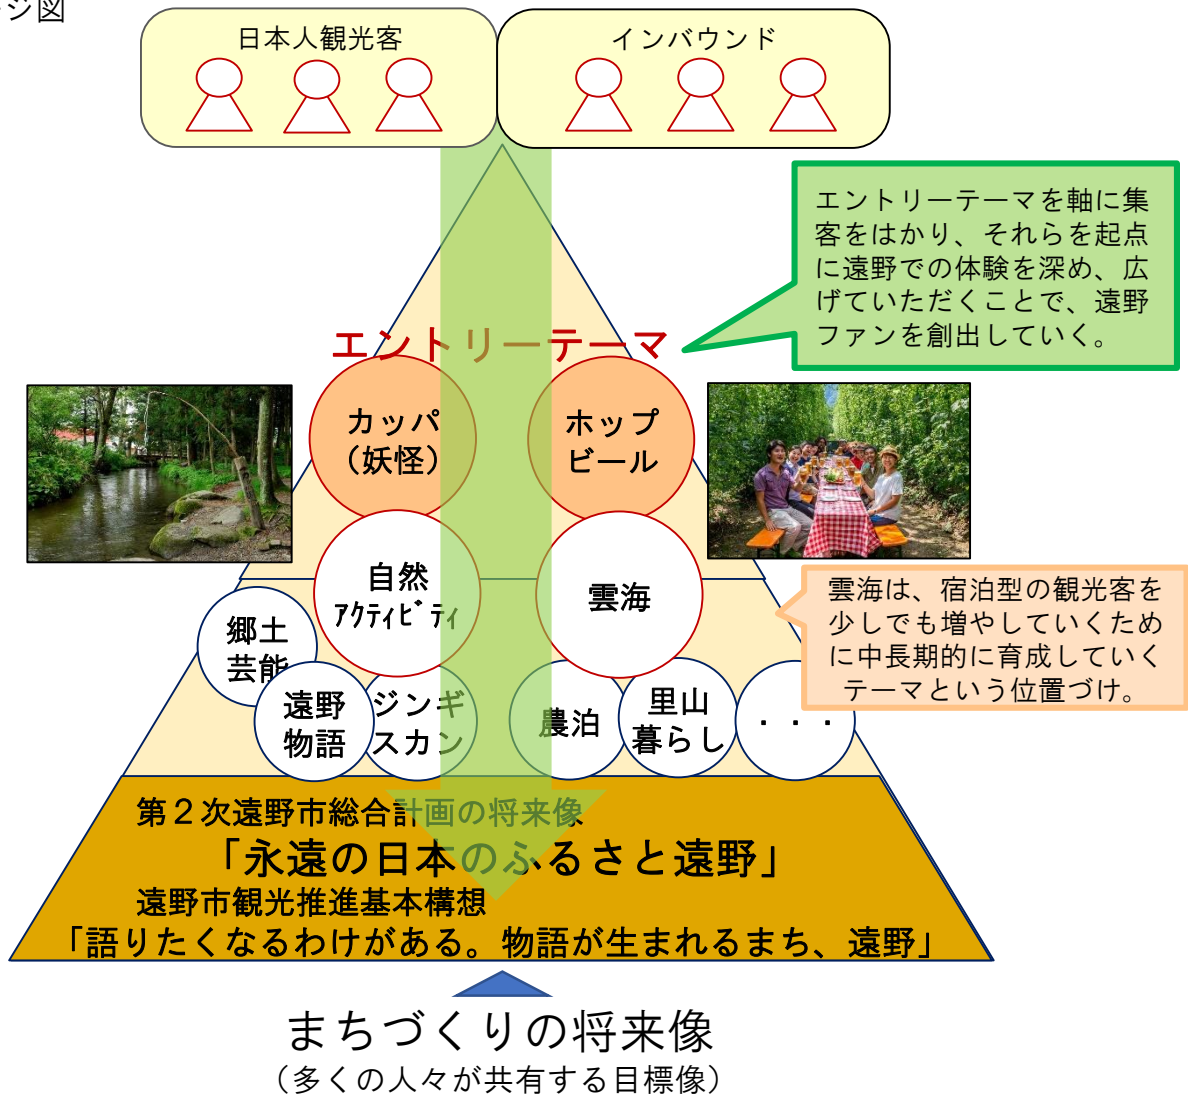 ジ図
日本人観光客
インバウンド
エントリーテーマを軸に集
客をはかり、それらを起点
に遠野での体験を深め、広
げていただくことで、遠野
ファンを創出していく。
エントリーテーマ
カッパ
（妖怪）
ホップ
ビール
自然
ｱｸﾃｨﾋﾞﾃｨ
雲海
雲海は、宿泊型の観光客を
少しでも増やしていくため
に中長期的に育成していく
テーマという位置づけ。
郷土
芸能
遠野
物語
ジンギ
スカン
農泊
里山
暮らし
・・・
第２次遠野市総合計画の将来像
「永遠の日本のふるさと遠野」
遠野市観光推進基本構想
「語りたくなるわけがある。物語が生まれるまち、遠野」
まちづくりの将来像
（多くの人々が共有する目標像）